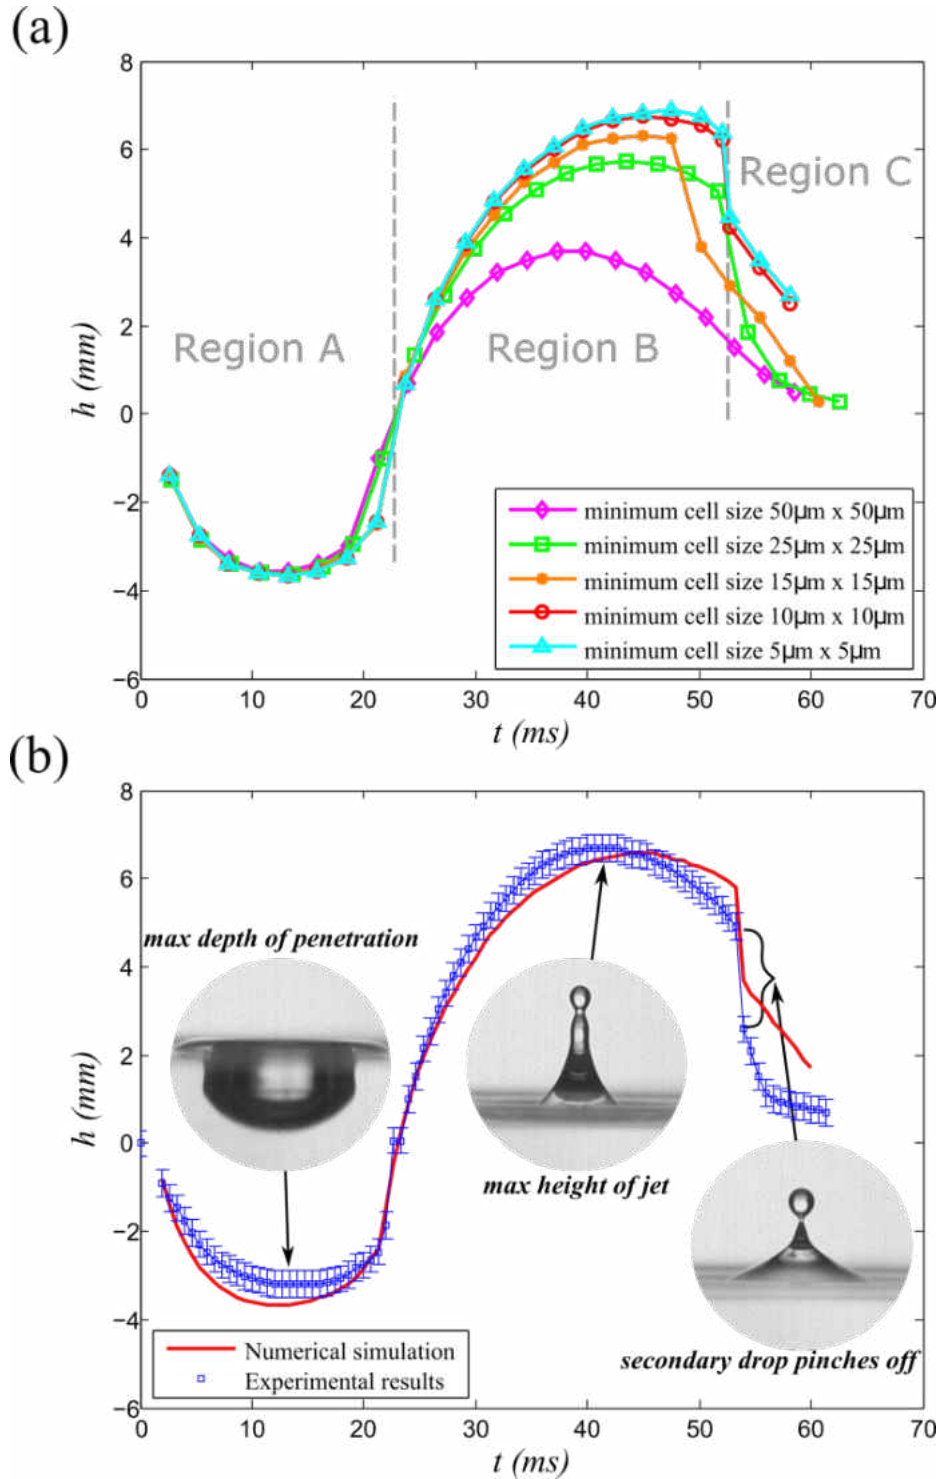 (a)
8
6
4
2
0
−2
−4
−6
h (mm)
Region A
Region B
Region C
minimum cell size 50µm x 50µm
minimum cell size 25µm x 25µm
minimum cell size 15µm x 15µm
minimum cell size 10µm x 10µm
minimum cell size 5µm x 5µm
0 10 20 30 40 50 60 70
t (ms)
(b)
8
6
4
2
0
−2
−4
−6
h (mm)
max depth of penetration
max height of jet
secondary drop pinches off
Numerical simulation
Experimental results
0 10 20 30 40 50 60 70
t (ms)